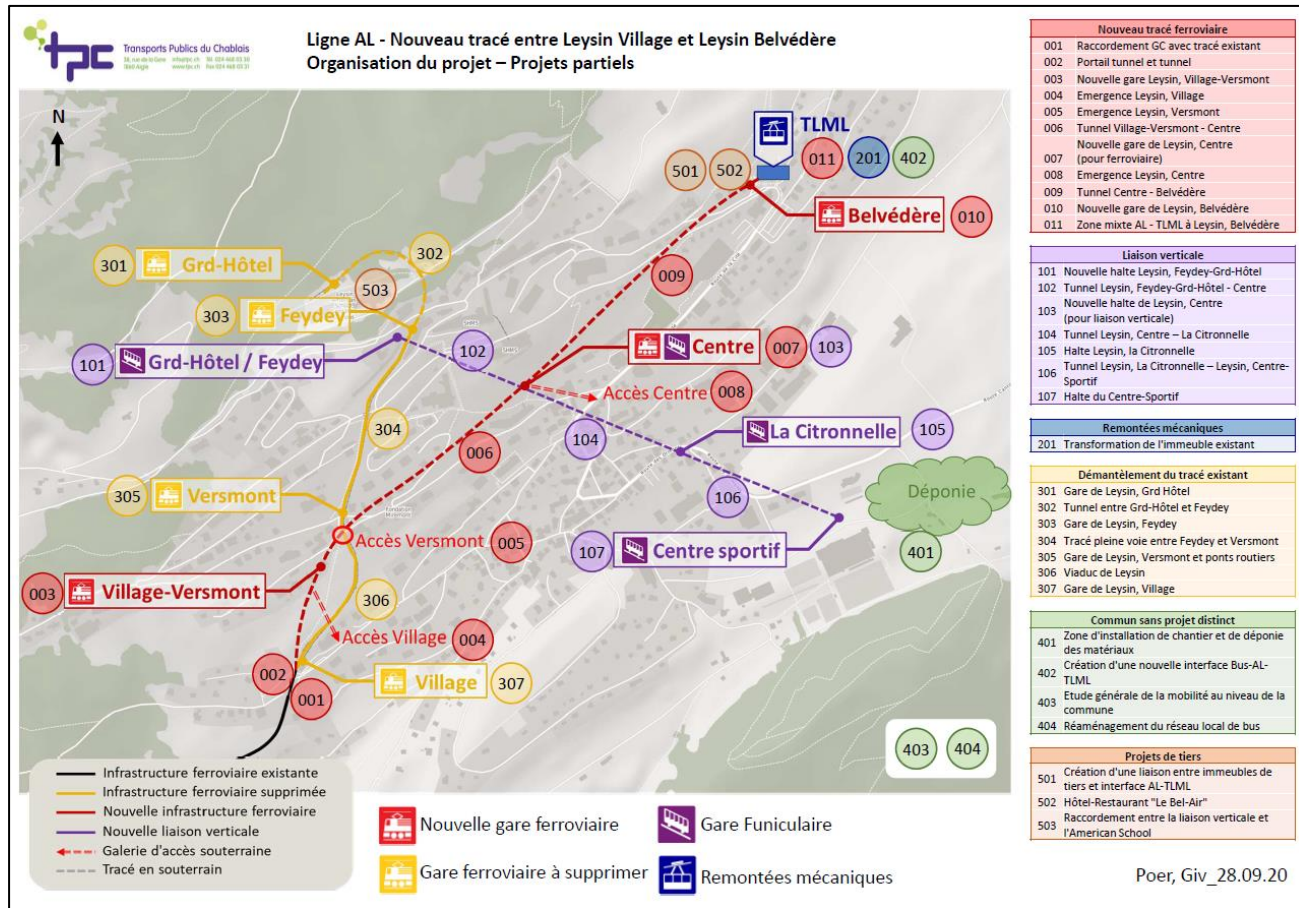 tpc
Transports Publics du Chablais
Ligne AL - Nouveau tracé entre Leysin Village et Leysin Belvédère
Organisation du projet – Projets partiels
N
TLML
501
502
011
201
402
Belvédère
010
301
Grd-Hôtel
302
503
303
Feydey
009
101
Grd-Hôtel / Feydey
102
Centre
007
103
Accès Centre
008
304
104
La Citronnelle
105
006
305
Versmont
106
Déponie
Accès Versmont
005
107
Centre sportif
401
003
Village-Versmont
306
Accès Village
004
002
001
Village
307
403
404
Infrastructure ferroviaire existante
Infrastructure ferroviaire supprimée
Nouvelle infrastructure ferroviaire
Nouvelle liaison verticale
Galerie d'accès souterraine
Tracé en souterrain
Nouvelle gare ferroviaire
Gare ferroviaire à supprimer
Gare Funiculaire
Remontées mécaniques
Nouveau tracé ferroviaire
001 Raccordement GC avec tracé existant
002 Portail tunnel et tunnel
003 Nouvelle gare Leysin, Village-Versmont
004 Emergence Leysin, Village
005 Emergence Leysin, Versmont
006 Tunnel Village-Versmont - Centre
Nouvelle gare de Leysin, Centre
007 (pour ferroviaire)
008 Emergence Leysin, Centre
009 Tunnel Centre - Belvédère
010 Nouvelle gare de Leysin, Belvédère
011 Zone mixte AL - TLML à Leysin, Belvédère
Liaison verticale
101 Nouvelle halte Leysin, Feydey-Grd-Hôtel
102 Tunnel Leysin, Feydey-Grd-Hôtel - Centre
103 Nouvelle halte de Leysin, Centre
(pour liaison verticale)
104 Tunnel Leysin, Centre – La Citronnelle
105 Halte Leysin, la Citronnelle
106 Tunnel Leysin, La Citronnelle – Leysin, Centre-
Sportif
107 Halte du Centre-Sportif
Remontées mécaniques
201 Transformation de l'immeuble existant
Démantèlement du tracé existant
301 Gare de Leysin, Grd Hôtel
302 Tunnel entre Grd-Hôtel et Feydey
303 Gare de Leysin, Feydey
304 Tracé pleine voie entre Feydey et Versmont
305 Gare de Leysin, Versmont et ponts routiers
306 Viaduc de Leysin
307 Gare de Leysin, Village
Commun sans projet distinct
401 Zone d'installation de chantier et de déponie
des matériaux
402 Création d'une nouvelle interface Bus-AL-
TLML
403 Etude générale de la mobilité au niveau de la
commune
404 Réaménagement du réseau local de bus
Projets de tiers
501 Création d'une liaison entre immeubles de
tiers et interface AL-TLML
502 Hôtel-Restaurant "Le Bel-Air"
503 Raccordement entre la liaison verticale et
l'American School
Poer, Giv_28.09.20